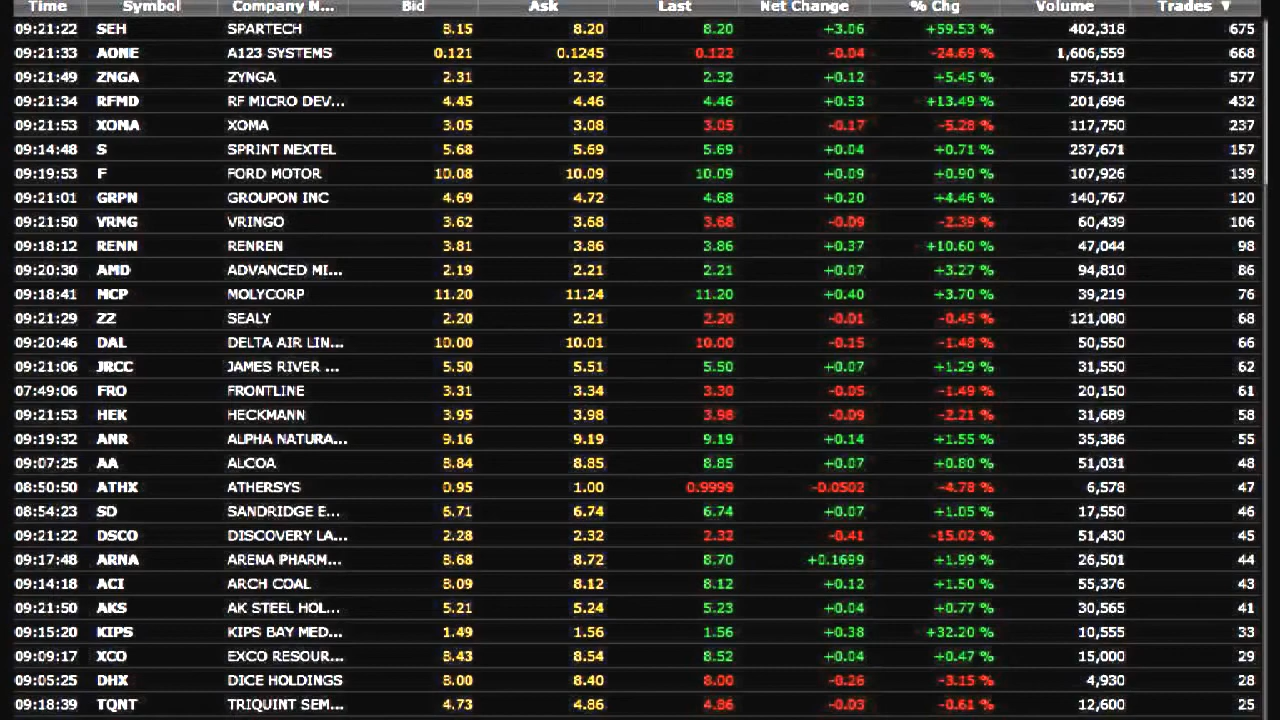 Time Symbol Company N... Bid Ask Last Net Change % Chg Volume Trades ▼
09:21:22 SEH SPARTECH 8.15 8.20 8.20 +3.06 +59.53 % 402,318 675
09:21:33 AONE A123 SYSTEMS 0.121 0.1245 0.122 -0.04 -24.69 % 1,606,559 668
09:21:49 ZNGA ZYNGA 2.31 2.32 2.32 +0.12 +5.45 % 575,311 577
09:21:34 RFMD RF MICRO DEV... 4.45 4.46 4.46 +0.53 +13.49 % 201,696 432
09:21:53 XOMA XOMA 3.05 3.08 3.05 -0.17 -5.28 % 117,750 237
09:14:48 S SPRINT NEXTEL 5.68 5.69 5.69 +0.04 +0.71 % 237,671 157
09:19:53 F FORD MOTOR 10.08 10.09 10.09 +0.09 +0.90 % 107,926 139
09:21:01 GRPN GROUPON INC 4.69 4.72 4.68 +0.20 +4.46 % 140,767 120
09:21:50 VRNG VRINGO 3.62 3.68 3.68 -0.09 -2.39 % 60,439 106
09:18:12 RENN RENREN 3.81 3.86 3.86 +0.37 +10.60 % 47,044 98
09:20:30 AMD ADVANCED MI... 2.19 2.21 2.21 +0.07 +3.27 % 94,810 86
09:18:41 MCP MOLYCORP 11.20 11.24 11.20 +0.40 +3.70 % 39,219 76
09:21:29 ZZ SEALY 2.20 2.21 2.20 -0.01 -0.45 % 121,080 68
09:20:46 DAL DELTA AIR LIN... 10.00 10.01 10.00 -0.15 -1.48 % 50,550 66
09:21:06 JRCC JAMES RIVER ... 5.50 5.51 5.50 +0.07 +1.29 % 31,550 62
07:49:06 FRO FRONTLINE 3.31 3.34 3.30 -0.05 -1.49 % 20,150 61
09:21:53 HEK HECKMANN 3.95 3.98 3.98 -0.09 -2.21 % 31,689 58
09:19:32 ANR ALPHA NATURA... 9.16 9.19 9.19 +0.14 +1.55 % 35,386 55
09:07:25 AA ALCOA 8.84 8.85 8.85 +0.07 +0.80 % 51,031 48
08:50:50 ATHX ATHERSYS 0.95 1.00 0.9999 -0.0502 -4.78 % 6,578 47
08:54:23 SD SANDRIDGE E... 6.71 6.74 6.74 +0.07 +1.05 % 17,550 46
09:21:22 DSCO DISCOVERY LA... 2.28 2.32 2.32 -0.41 -15.02 % 51,430 45
09:17:48 ARNA ARENA PHARM... 8.68 8.72 8.70 +0.1699 +1.99 % 26,501 44
09:14:18 ACI ARCH COAL 8.09 8.12 8.12 +0.12 +1.50 % 55,376 43
09:21:50 AKS AK STEEL HOL... 5.21 5.24 5.23 +0.04 +0.77 % 30,565 41
09:15:20 KIPS KIPS BAY MED... 1.49 1.56 1.56 +0.38 +32.20 % 10,555 33
09:09:17 XCO EXCO RESOUR... 8.43 8.54 8.52 +0.04 +0.47 % 15,000 29
09:05:25 DHX DICE HOLDINGS 8.00 8.40 8.00 -0.26 -3.15 % 4,930 28
09:18:39 TQNT TRIQUINT SEM... 4.73 4.86 4.86 -0.03 -0.61 % 12,600 25